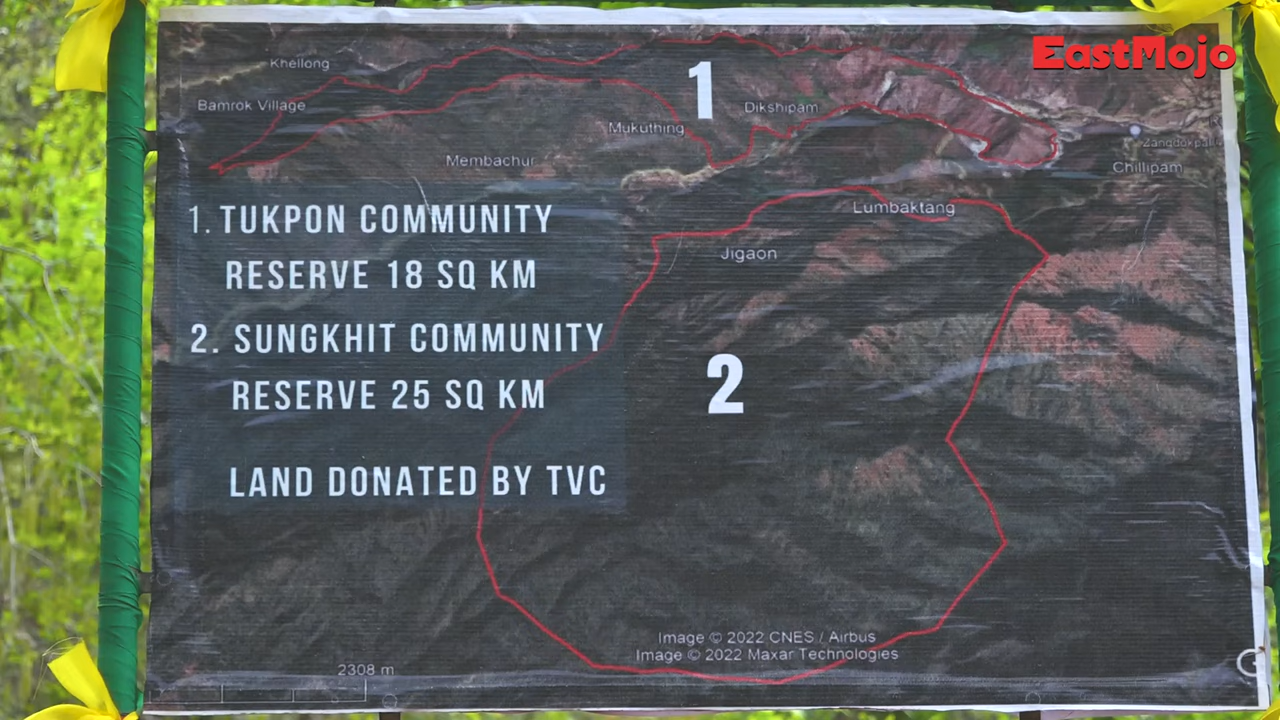 EastMojo
Khellong
Bamrok Village
1
Dikshipam
Mukuthing
Membachur
Zangdokpalri
Chillipam
1. TUKPON COMMUNITY
RESERVE 18 SQ KM
2. SUNGKHIT COMMUNITY
RESERVE 25 SQ KM
LAND DONATED BY TVC
Lumbaktang
Jigaon
2
Image © 2022 CNES / Airbus
Image © 2022 Maxar Technologies
2308 m
G